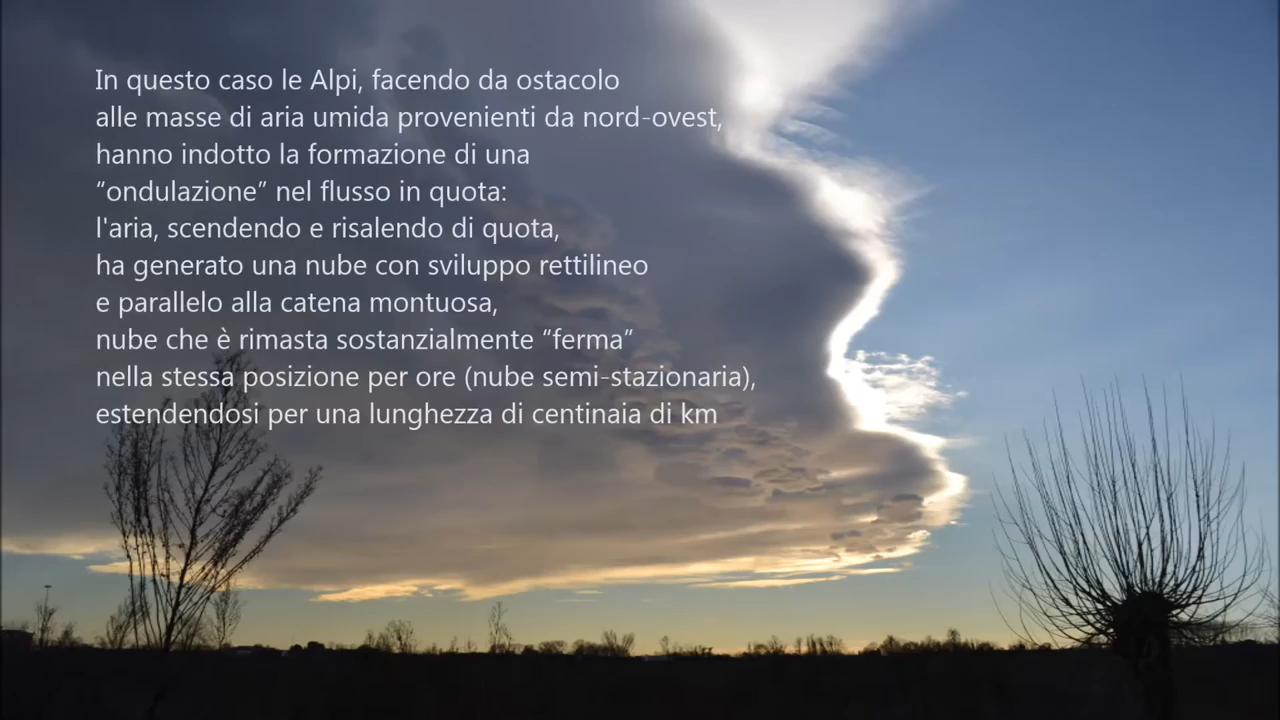 In questo caso le Alpi, facendo da ostacolo
alle masse di aria umida provenienti da nord-ovest,
hanno indotto la formazione di una
“ondulazione” nel flusso in quota:
l'aria, scendendo e risalendo di quota,
ha generato una nube con sviluppo rettilineo
e parallelo alla catena montuosa,
nube che è rimasta sostanzialmente “ferma”
nella stessa posizione per ore (nube semi-stazionaria),
estendendosi per una lunghezza di centinaia di km